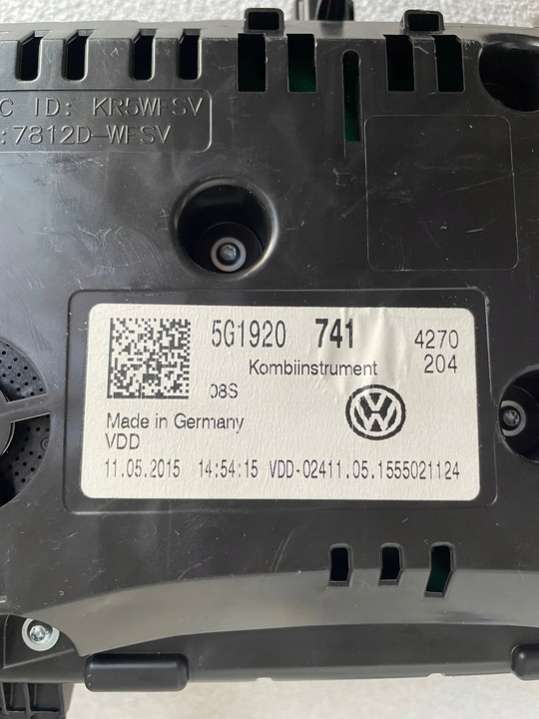 C ID: KR5WFSV
:7812D-WFSV
5G1920 741 4270
Kombiinstrument 204
08S
Made in Germany
VDD
11.05.2015 14:54:15 VDD-02411.05.1555021124